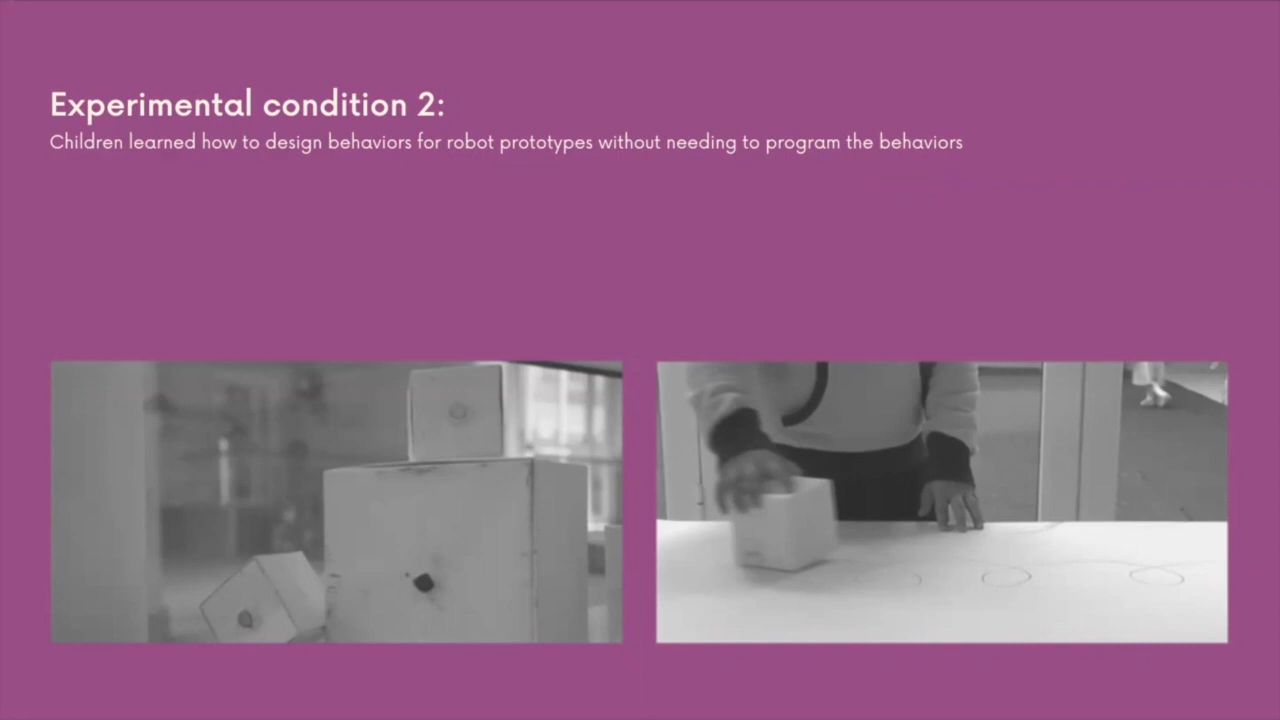 Experimental condition 2:
Children learned how to design behaviors for robot prototypes without needing to program the behaviors